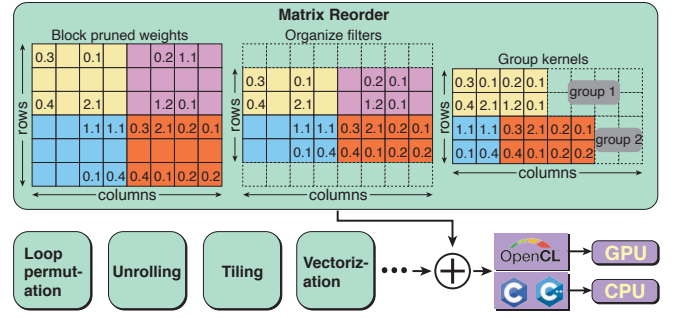 Matrix Reorder
Block pruned weights
Organize filters
Group kernels
rows
0.3 0.1 0.2 1.1
0.4 2.1 1.2 0.1
1.1 1.1 0.3 2.1 0.2 0.1
0.1 0.4 0.4 0.1 0.2 0.2
columns
rows
0.3 0.1 0.2 0.1
0.4 2.1 1.2 0.1
1.1 1.1 0.3 2.1 0.2 0.1
0.1 0.4 0.4 0.1 0.2 0.2
columns
rows
0.3 0.1 0.2 0.1
group 1
0.4 2.1 1.2 0.1
1.1 1.1 0.3 2.1 0.2 0.1
group 2
0.1 0.4 0.4 0.1 0.2 0.2
columns
Loop
permut-
ation
Unrolling
Tiling
Vectoriz-
ation
OpenCL
GPU
C
C++
CPU